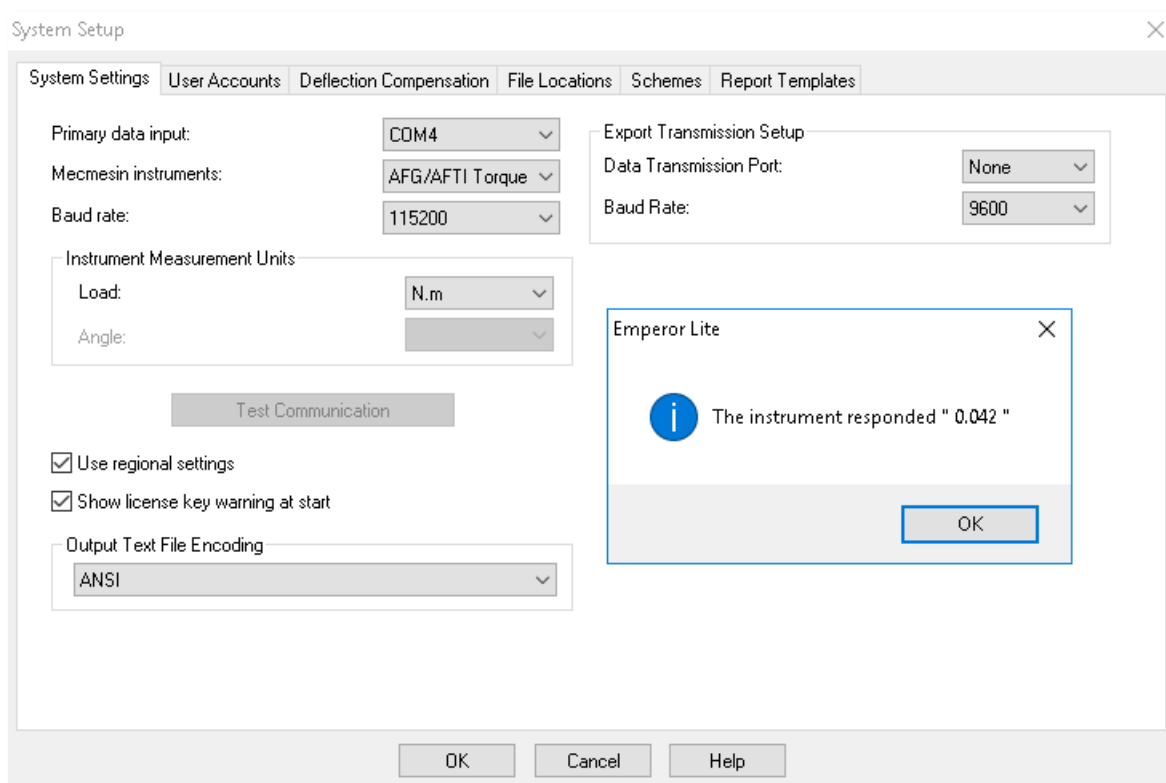 System Setup
System Settings User Accounts Deflection Compensation File Locations Schemes Report Templates
Primary data input: COM4
Mecmesin instruments: AFG/AFTI Torque
Baud rate: 115200
Instrument Measurement Units
Load: N.m
Angle:
Test Communication
Use regional settings
Show license key warning at start
Output Text File Encoding
ANSI
Export Transmission Setup
Data Transmission Port: None
Baud Rate: 9600
Emperor Lite
The instrument responded " 0.042 "
OK
OK Cancel Help